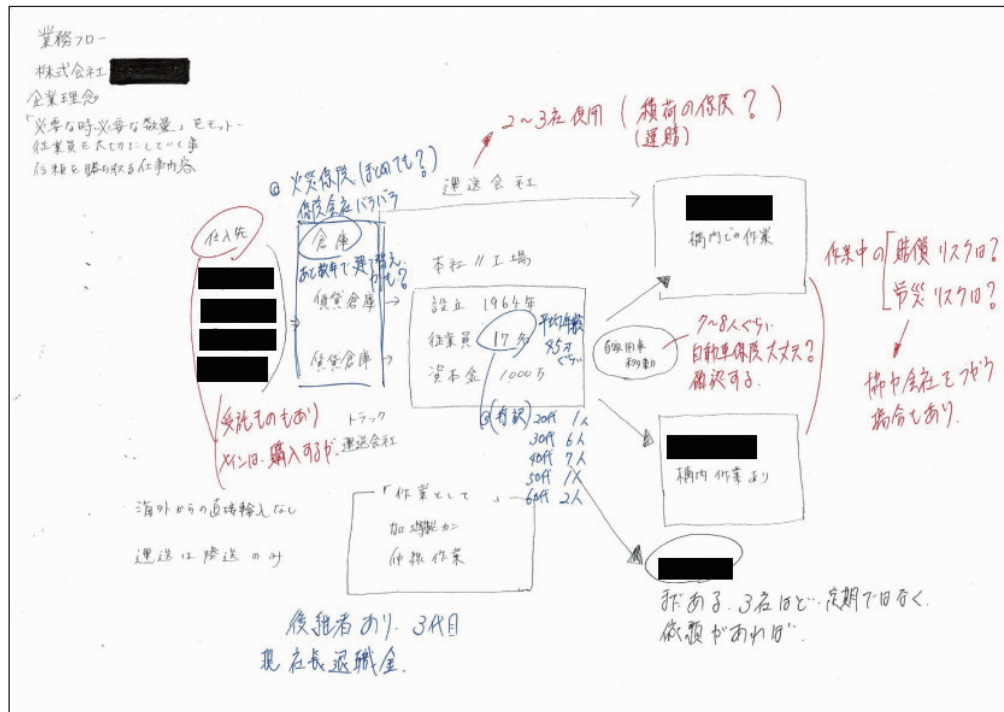 業務フロー
株式会社
企業理念
「必要な時、必要な数量」をモットー
従業員を大切にしていく事
信頼を勝ち取る仕事内容
2〜3社使用(積荷の保険?
(運賠)
@ 火災保険(まとめても?)
保険会社バラバラ
運送会社
仕入先
倉庫
あと数年で建て替え
かも?
賃貸倉庫
賃貸倉庫
本社 // 工場
設立 1964年
従業員 17名
資本金 1000万
平均年齢
45才
ぐらい
構内での作業
作業中の
賠償リスクは?
労災リスクは?
協力会社をつかう
場合もあり.
自家用車
移動
7〜8人ぐらい
自動車保険大丈夫?
確認する.
受託ものもあり
メインは、購入するが.
トラック
運送会社
(内訳) 20代 1人
30代 6人
40代 7人
50代 1人
60代 2人
構内作業より
海外からの直接輸入なし
運送は陸送のみ
「作業として」
加工
伸線作業
まだある. 3社ほど… 定期ではなく.
依頼があれば…
後継者あり. 3代目
現社長退職金.